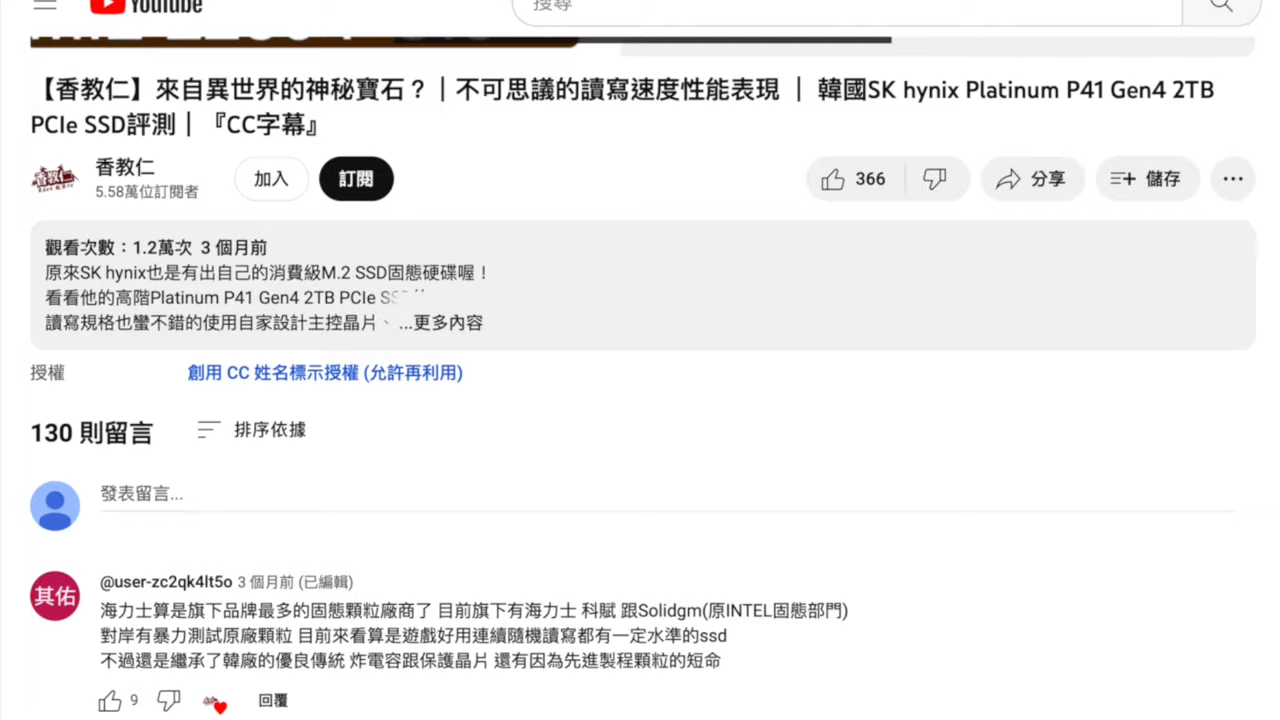 YouTube
搜尋
【香教仁】來自異世界的神秘寶石？｜不可思議的讀寫速度性能表現 ｜ 韓國SK hynix Platinum P41 Gen4 2TB
PCIe SSD評測｜『CC字幕』
香教仁
5.58萬位訂閱者
加入
訂閱
366
分享
儲存
觀看次數：1.2萬次 3 個月前
原來SK hynix也是有出自己的消費級M.2 SSD固態硬碟喔！
看看他的高階Platinum P41 Gen4 2TB PCIe
讀寫規格也蠻不錯的使用自家設計主控晶片、 ...更多內容
授權
創用 CC 姓名標示授權 (允許再利用)
130 則留言
排序依據
發表留言...
其佑
@user-zc2qk4lt5o 3 個月前 (已編輯)
海力士算是旗下品牌最多的固態顆粒廠商了 目前旗下有海力士 科賦 跟Solidgm(原INTEL固態部門)
對岸有暴力測試原廠顆粒 目前來看算是遊戲好用連續隨機讀寫都有一定水準的ssd
不過還是繼承了韓廠的優良傳統 炸電容跟保護晶片 還有因為先進製程顆粒的短命
9
回覆